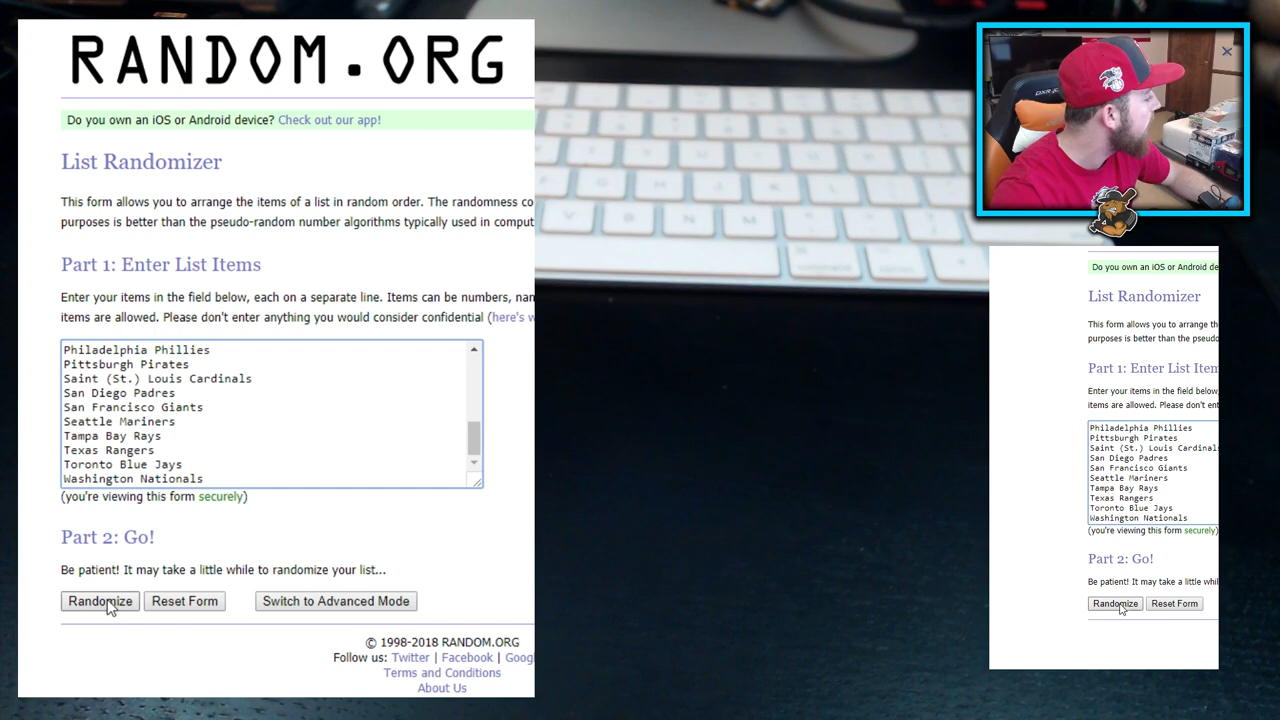 RANDOM.ORG
Do you own an iOS or Android device? Check out our app!
List Randomizer
This form allows you to arrange the items of a list in random order. The randomness co
purposes is better than the pseudo-random number algorithms typically used in comput
Part 1: Enter List Items
Enter your items in the field below, each on a separate line. Items can be numbers, nan
items are allowed. Please don't enter anything you would consider confidential (here's w
Philadelphia Phillies
Pittsburgh Pirates
Saint (St.) Louis Cardinals
San Diego Padres
San Francisco Giants
Seattle Mariners
Tampa Bay Rays
Texas Rangers
Toronto Blue Jays
Washington Nationals
(you're viewing this form securely)
Part 2: Go!
Be patient! It may take a little while to randomize your list...
Randomize Reset Form Switch to Advanced Mode
© 1998-2018 RANDOM.ORG
Follow us: Twitter | Facebook | Goog
Terms and Conditions
About Us
Do you own an iOS or Android de
List Randomizer
This form allows you to arrange th
purposes is better than the pseudo
Part 1: Enter List Item
Enter your items in the field below,
items are allowed. Please don't ent
Philadelphia Phillies
Pittsburgh Pirates
Saint (St.) Louis Cardinals
San Diego Padres
San Francisco Giants
Seattle Mariners
Tampa Bay Rays
Texas Rangers
Toronto Blue Jays
Washington Nationals
(you're viewing this form securely)
Part 2: Go!
Be patient! It may take a little whil
Randomize Reset Form